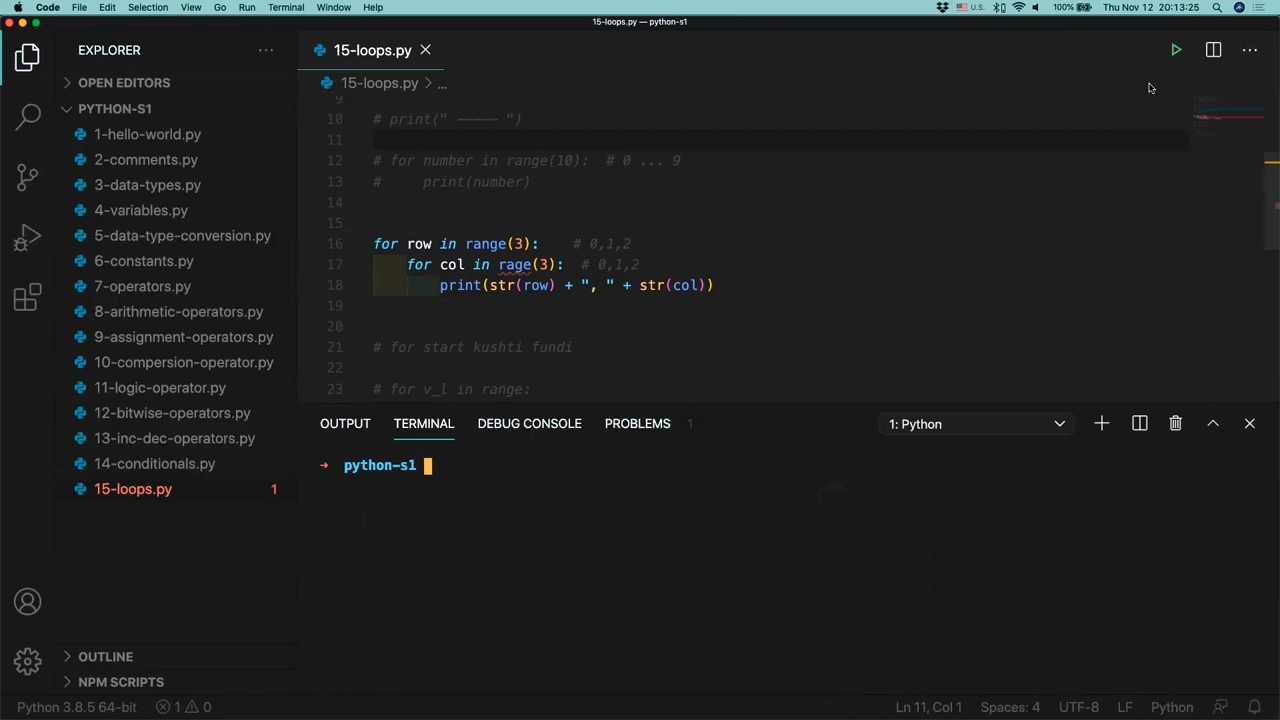 Code File Edit Selection View Go Run Terminal Window Help U.S. 100% Thu Nov 12 20:13:25
15-loops.py — python-s1
EXPLORER
15-loops.py
OPEN EDITORS
15-loops.py > ...
PYTHON-S1
1-hello-world.py
2-comments.py
3-data-types.py
4-variables.py
5-data-type-conversion.py
6-constants.py
7-operators.py
8-arithmetic-operators.py
9-assignment-operators.py
10-compersion-operator.py
11-logic-operator.py
12-bitwise-operators.py
13-inc-dec-operators.py
14-conditionals.py
15-loops.py 1
OUTLINE
NPM SCRIPTS
9
10 # print(" ————— ")
11
12 # for number in range(10):  # 0 ... 9
13 #     print(number)
14
15
16 for row in range(3):    # 0,1,2
17     for col in rage(3):  # 0,1,2
18         print(str(row) + ", " + str(col))
19
20
21 # for start kushti fundi
22
23 # for v_l in range:
OUTPUT TERMINAL DEBUG CONSOLE PROBLEMS 1 1: Python
→ python-s1
Python 3.8.5 64-bit 1 0 Ln 11, Col 1 Spaces: 4 UTF-8 LF Python